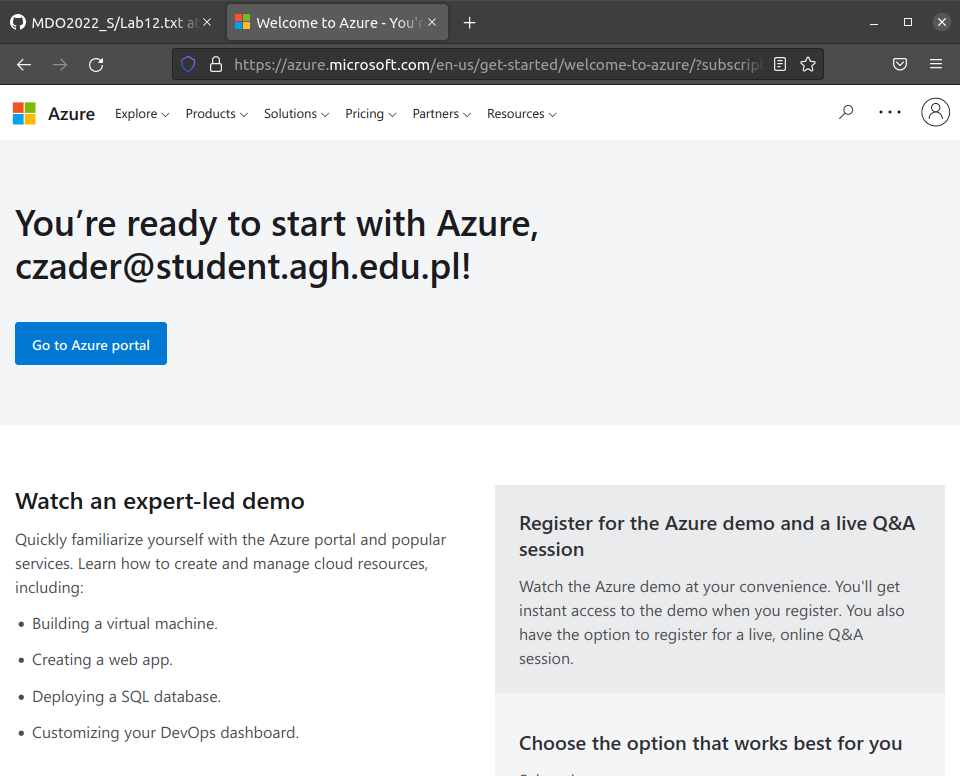 MDO2022_S/Lab12.txt at
Welcome to Azure - You'r
https://azure.microsoft.com/en-us/get-started/welcome-to-azure/?subscript
Azure Explore Products Solutions Pricing Partners Resources
You’re ready to start with Azure,
czader@student.agh.edu.pl!
Go to Azure portal
Watch an expert-led demo
Quickly familiarize yourself with the Azure portal and popular
services. Learn how to create and manage cloud resources,
including:
• Building a virtual machine.
• Creating a web app.
• Deploying a SQL database.
• Customizing your DevOps dashboard.
Register for the Azure demo and a live Q&A
session
Watch the Azure demo at your convenience. You'll get
instant access to the demo when you register. You also
have the option to register for a live, online Q&A
session.
Choose the option that works best for you